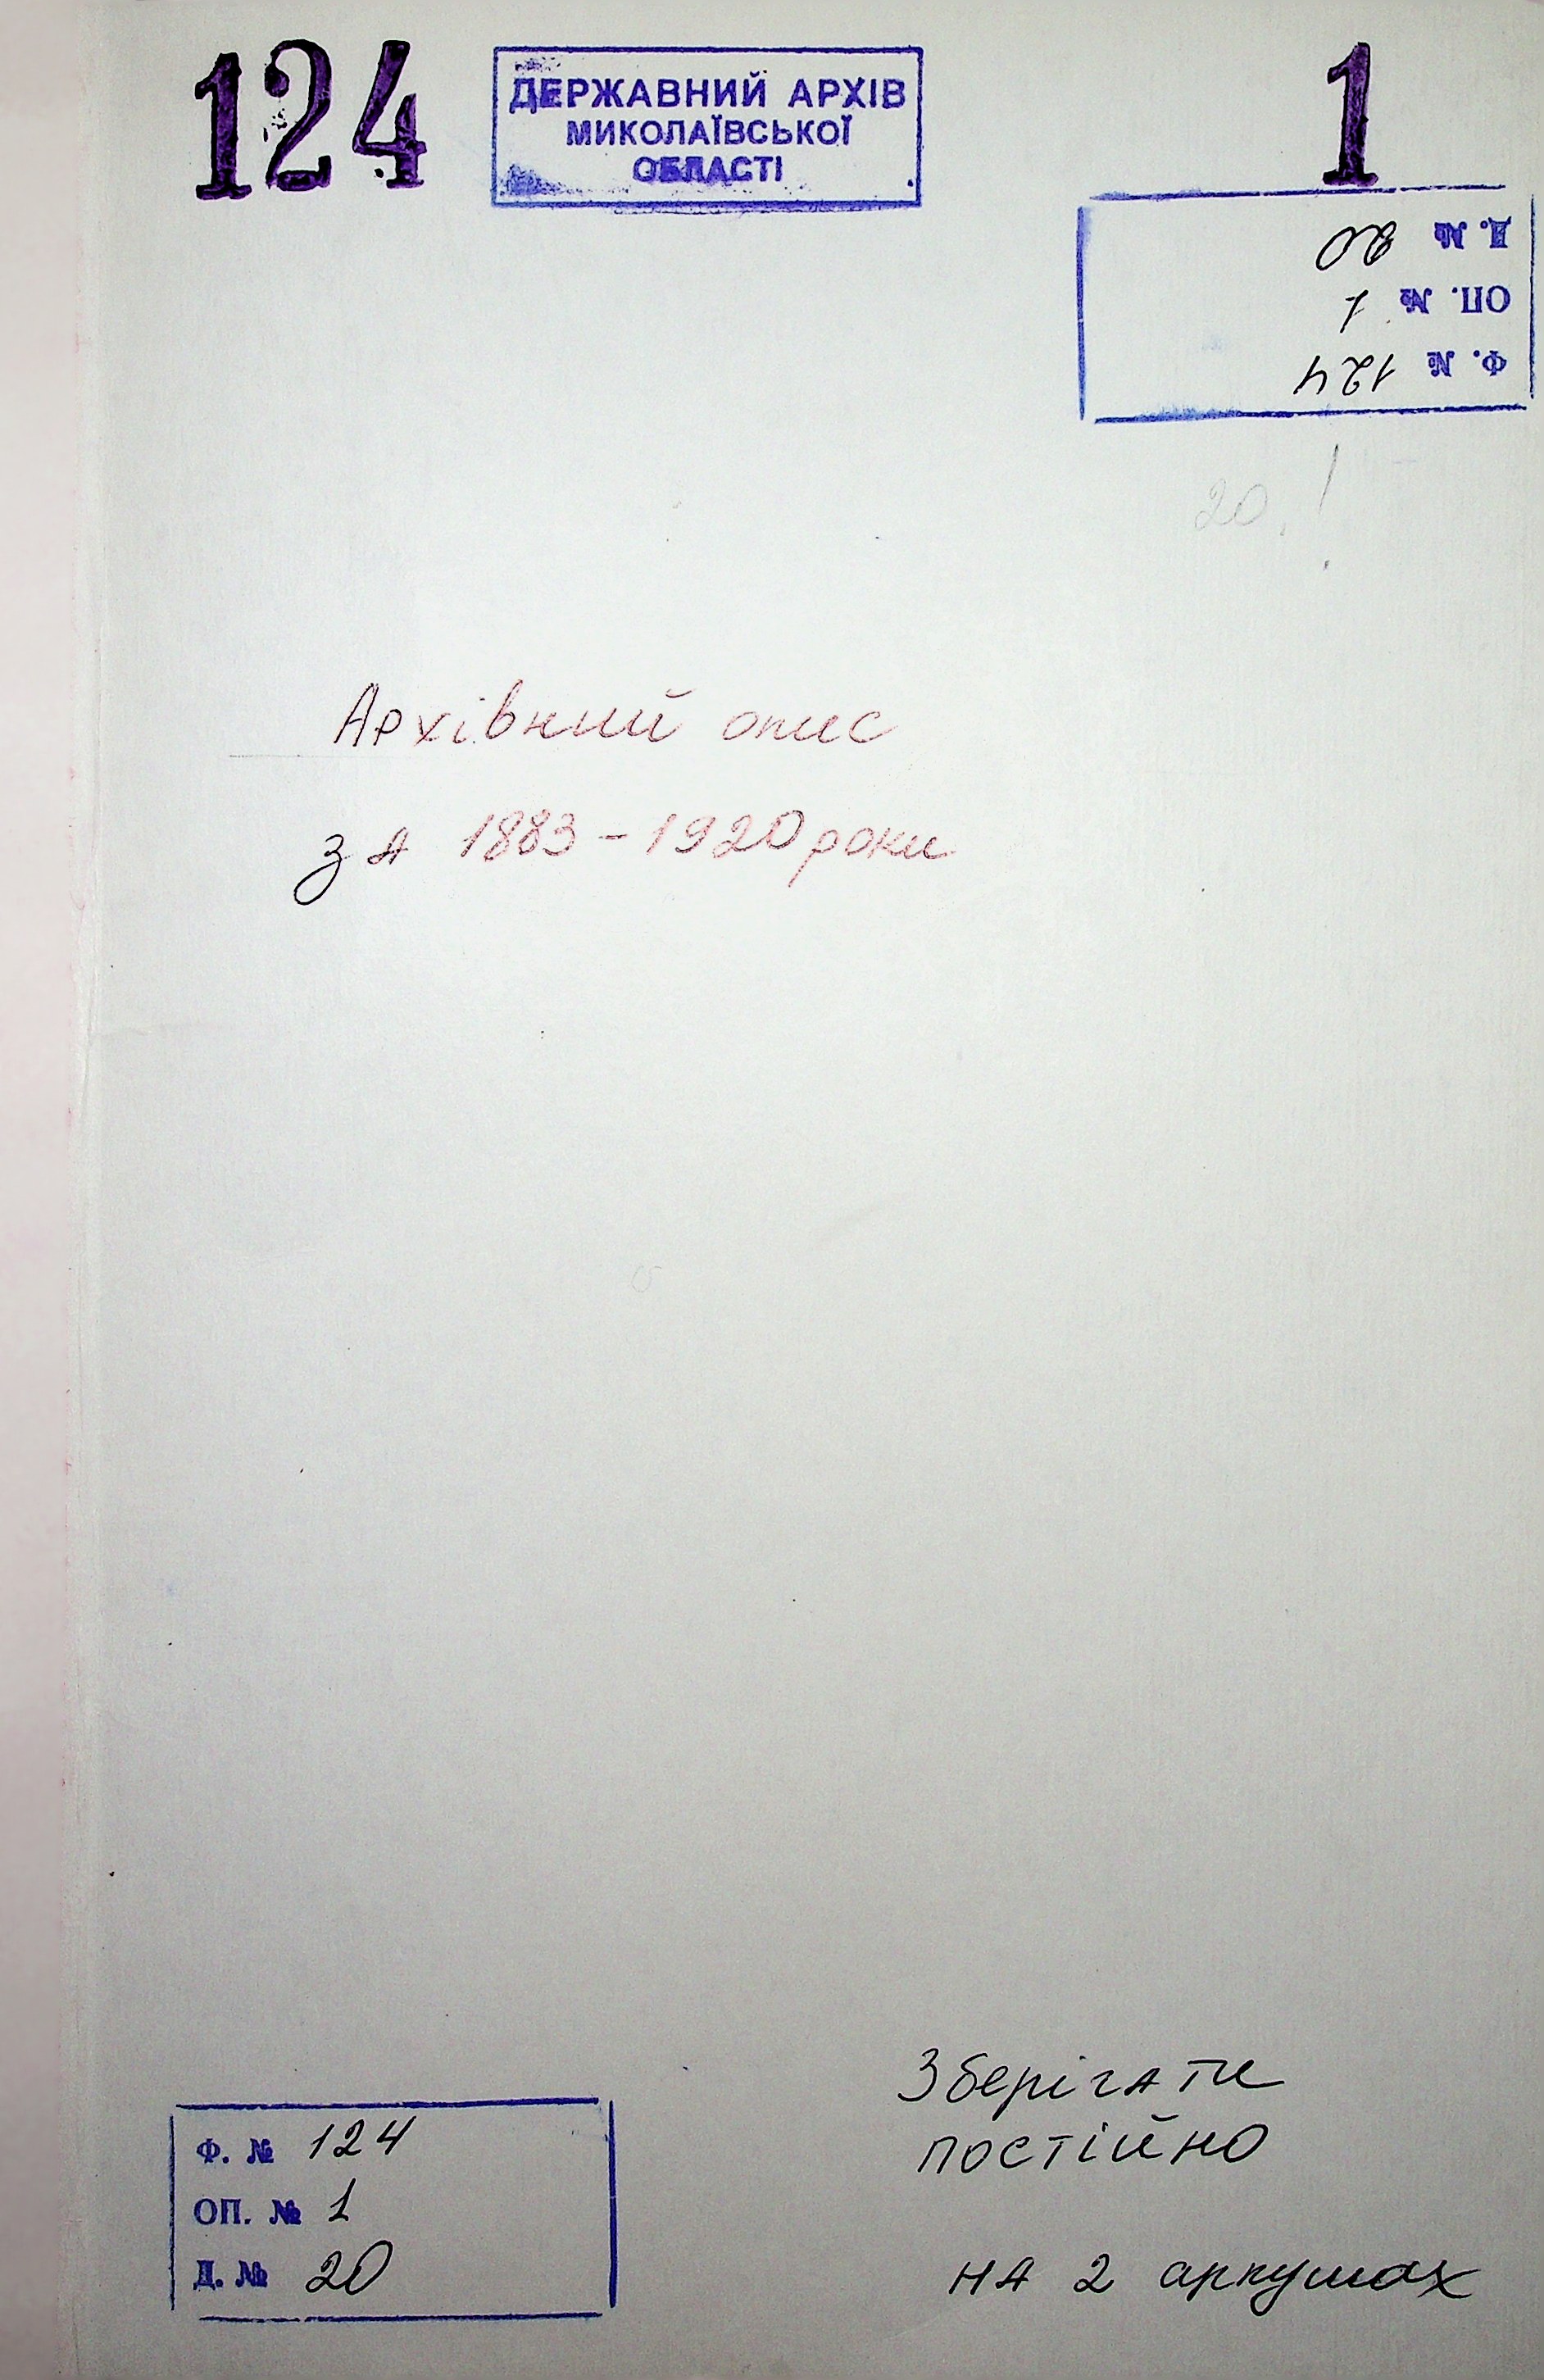 124
ДЕРЖАВНИЙ АРХІВ
МИКОЛАЇВСЬКОЇ
ОБЛАСТІ
1
Ф. № 124
ОП. № 1
Д. № 20
20. !
Архівний опис
за 1883-1920 роки
Зберігати
постійно
на 2 аркушах
Ф. № 124
ОП. № 1
Д. № 20